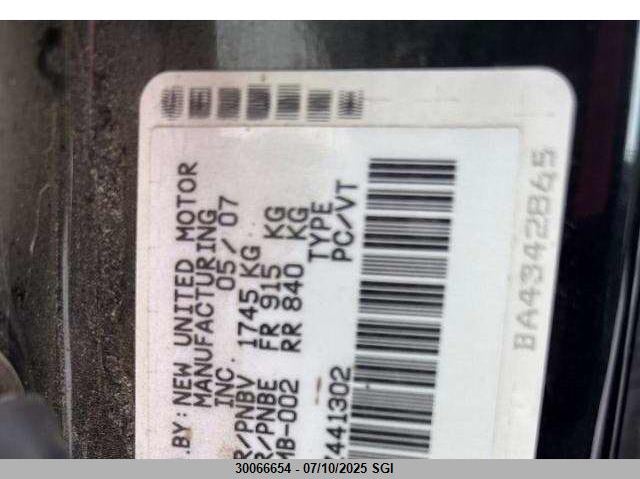 .BY: NEW UNITED MOTOR
MANUFACTURING
INC. 05/07
R/PNBV 1745 KG
R/PNBE FR 915 KG
MB-002 RR 840 KG
TYPE
441302 PC/VT
BA4342865
30066654 - 07/10/2025 SGI